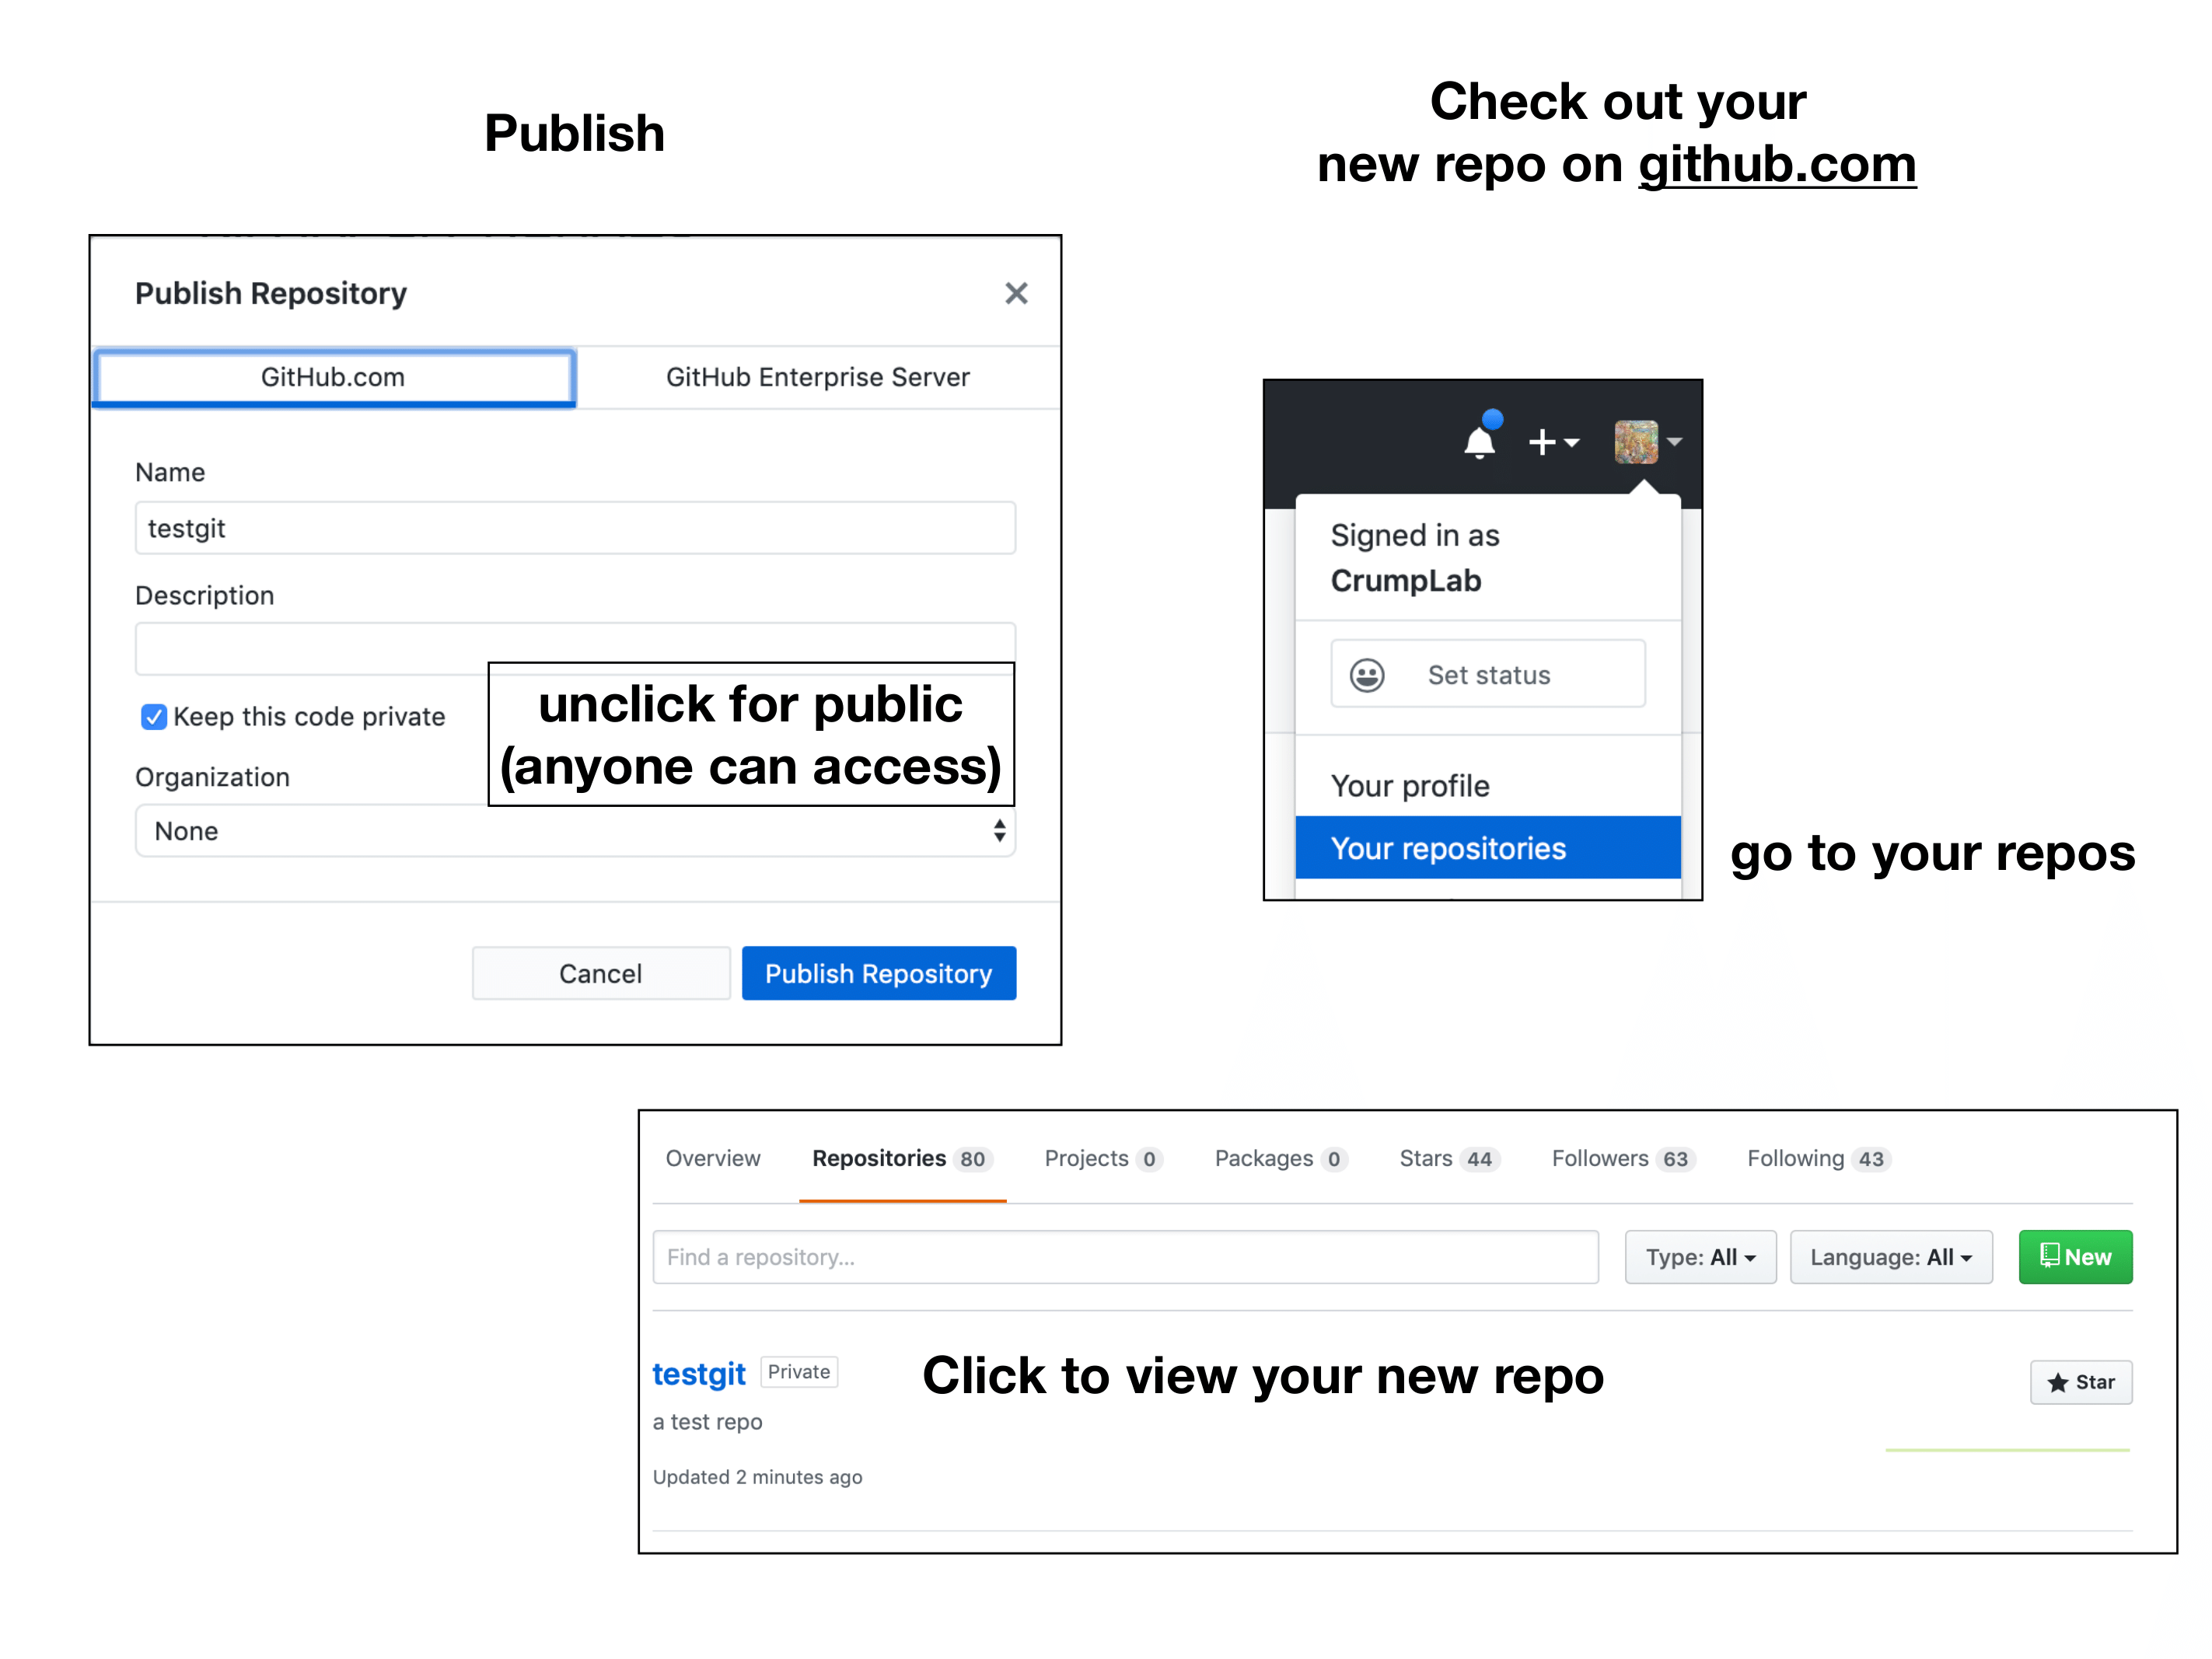 Publish
Check out your
new repo on github.com
Publish Repository
GitHub.com
GitHub Enterprise Server
Name
testgit
Description
Keep this code private
unclick for public
(anyone can access)
Organization
None
Cancel
Publish Repository
Signed in as
CrumpLab
Set status
Your profile
Your repositories
go to your repos
Overview Repositories 80 Projects 0 Packages 0 Stars 44 Followers 63 Following 43
Find a repository...
Type: All
Language: All
New
testgit Private
Click to view your new repo
Star
a test repo
Updated 2 minutes ago